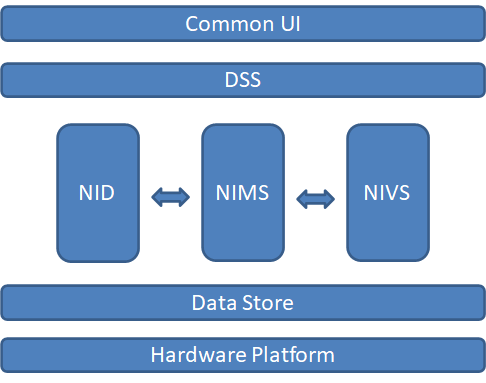 Common UI
DSS
NID
NIMS
NIVS
Data Store
Hardware Platform